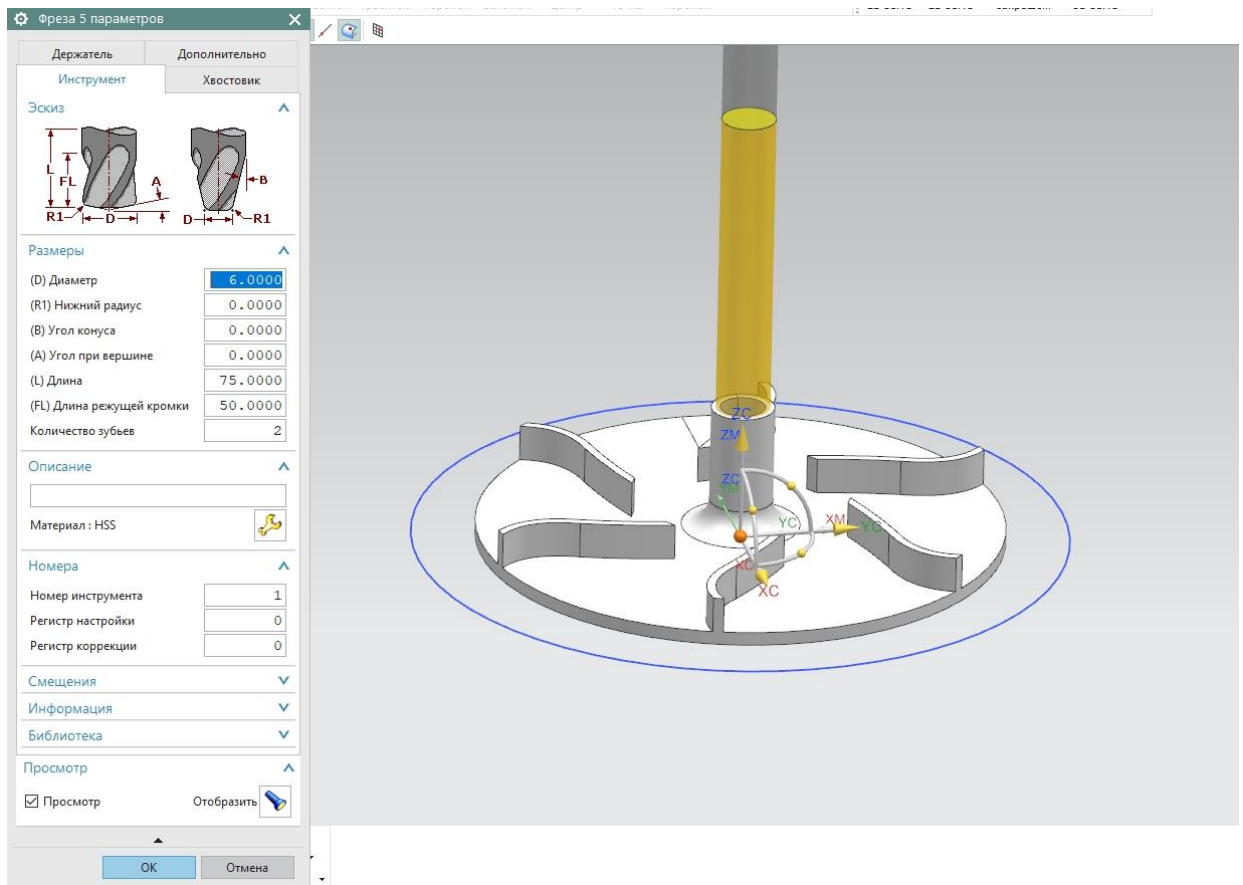 Фреза 5 параметров
Держатель Дополнительно
Инструмент Хвостовик
Эскиз
L
FL
A
B
R1 D D R1
Размеры
(D) Диаметр 6.0000
(R1) Нижний радиус 0.0000
(B) Угол конуса 0.0000
(A) Угол при вершине 0.0000
(L) Длина 75.0000
(FL) Длина режущей кромки 50.0000
Количество зубьев 2
Описание
Материал : HSS
Номера
Номер инструмента 1
Регистр настройки 0
Регистр коррекции 0
Смещения
Информация
Библиотека
Просмотр
Просмотр Отобразить
OK Отмена
ZC
ZM
ZC
YM
YC XM YC
XC
XC